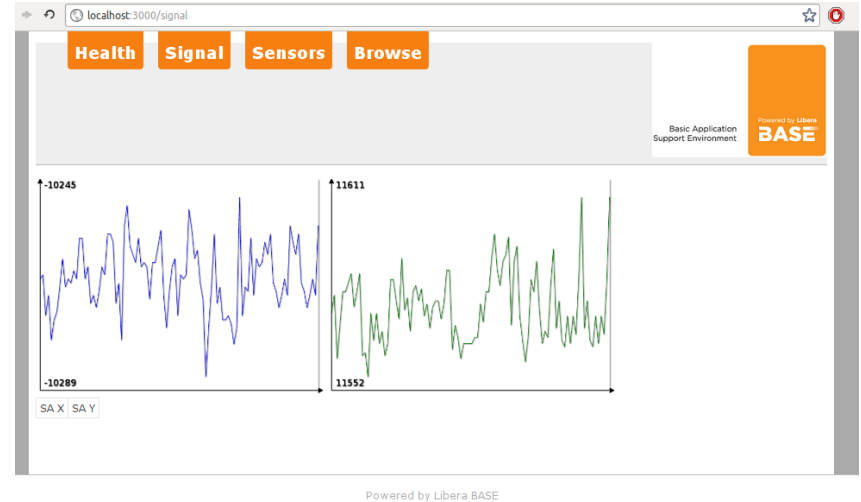 localhost:3000/signal
Health Signal Sensors Browse
Basic Application
Support Environment
Powered by Libera
BASE
-10245
11611
-10289
11552
SA X SA Y
Powered by Libera BASE